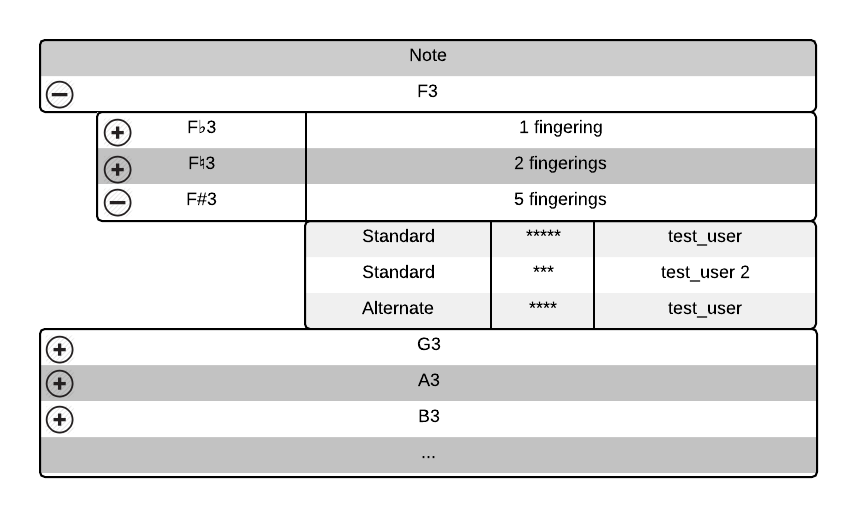 Note
F3
F♭3 1 fingering
F♮3 2 fingerings
F#3 5 fingerings
Standard ***** test_user
Standard *** test_user 2
Alternate **** test_user
G3
A3
B3
...